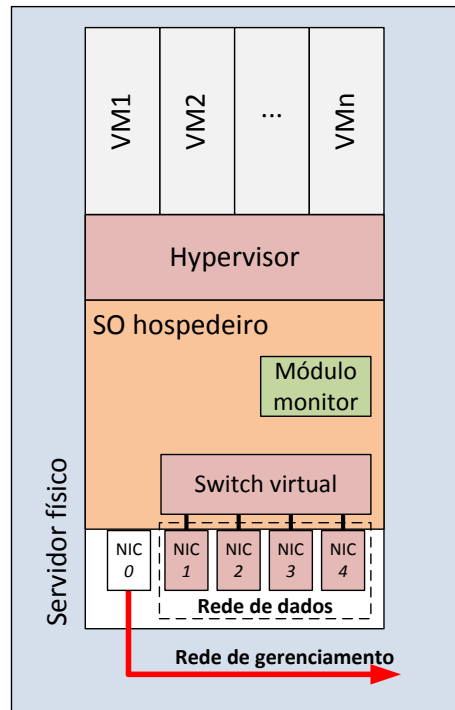 VM1
VM2
...
VMn
Hypervisor
SO hospedeiro
Módulo
monitor
Switch virtual
Servidor físico
NIC
0
NIC
1
NIC
2
NIC
3
NIC
4
Rede de dados
Rede de gerenciamento